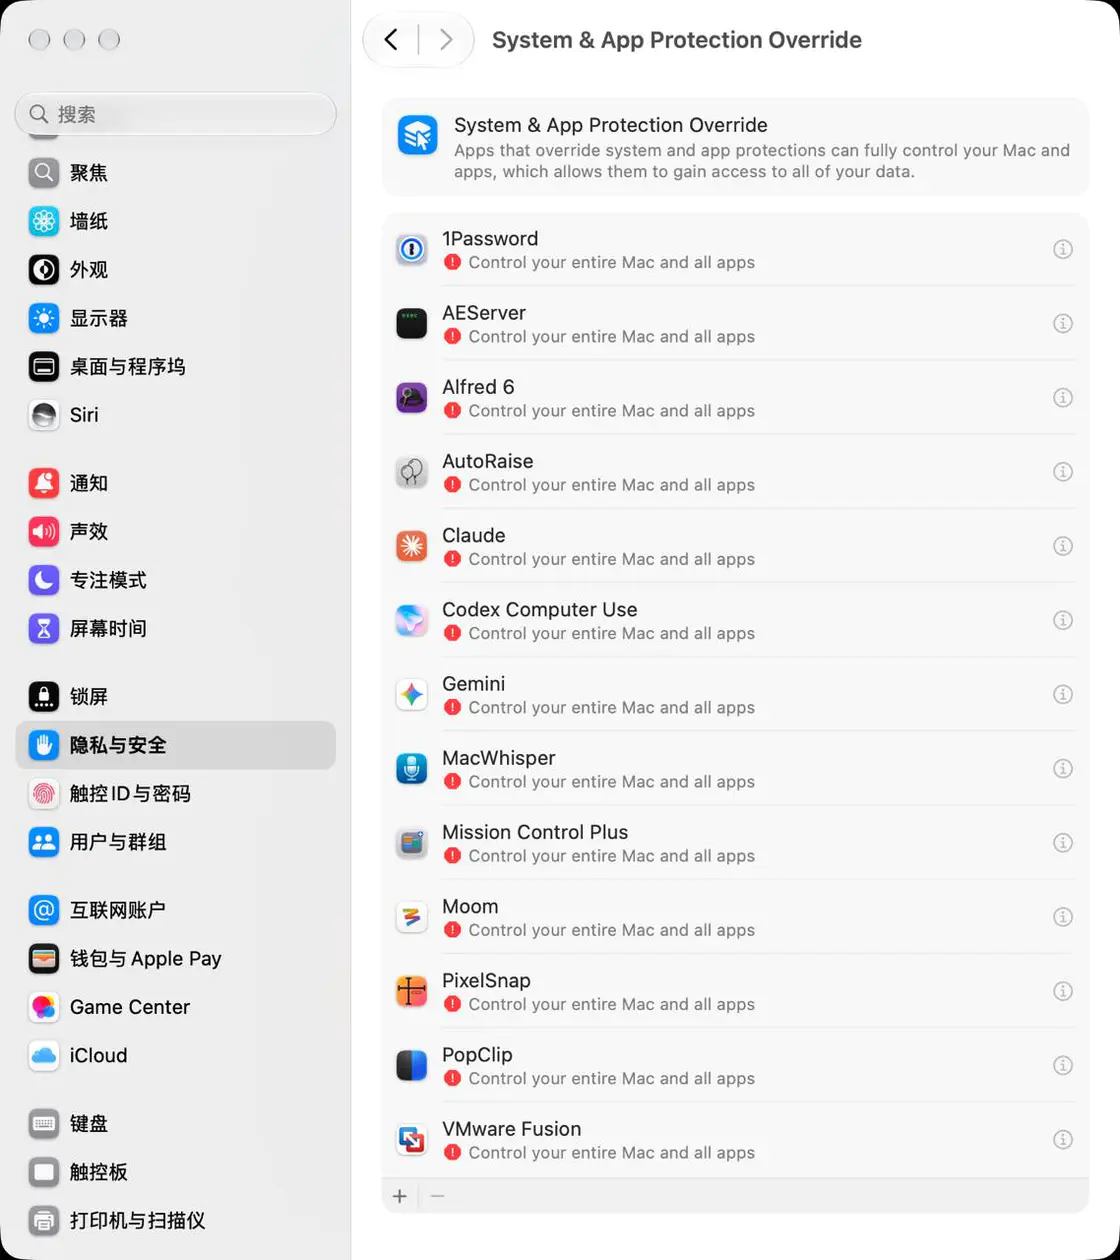 搜索
聚焦
墙纸
外观
显示器
桌面与程序坞
Siri
通知
声效
专注模式
屏幕时间
锁屏
隐私与安全
触控ID与密码
用户与群组
互联网账户
钱包与 Apple Pay
Game Center
iCloud
键盘
触控板
打印机与扫描仪
System & App Protection Override
System & App Protection Override
Apps that override system and app protections can fully control your Mac and
apps, which allows them to gain access to all of your data.
1Password
Control your entire Mac and all apps
AEServer
Control your entire Mac and all apps
Alfred 6
Control your entire Mac and all apps
AutoRaise
Control your entire Mac and all apps
Claude
Control your entire Mac and all apps
Codex Computer Use
Control your entire Mac and all apps
Gemini
Control your entire Mac and all apps
MacWhisper
Control your entire Mac and all apps
Mission Control Plus
Control your entire Mac and all apps
Moom
Control your entire Mac and all apps
PixelSnap
Control your entire Mac and all apps
PopClip
Control your entire Mac and all apps
VMware Fusion
Control your entire Mac and all apps